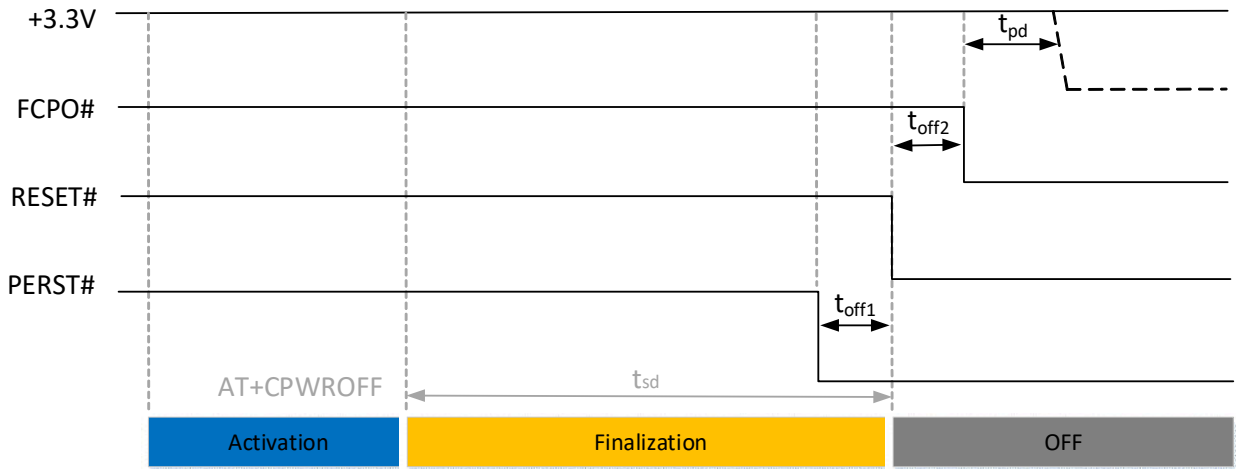 +3.3V
tpd
FCPO#
toff2
RESET#
PERST#
toff1
AT+CPWROFF
tsd
Activation
Finalization
OFF